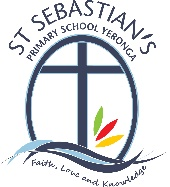 ST SEBASTIAN'S
PRIMARY SCHOOL YERONGA
Faith, Love and Knowledge